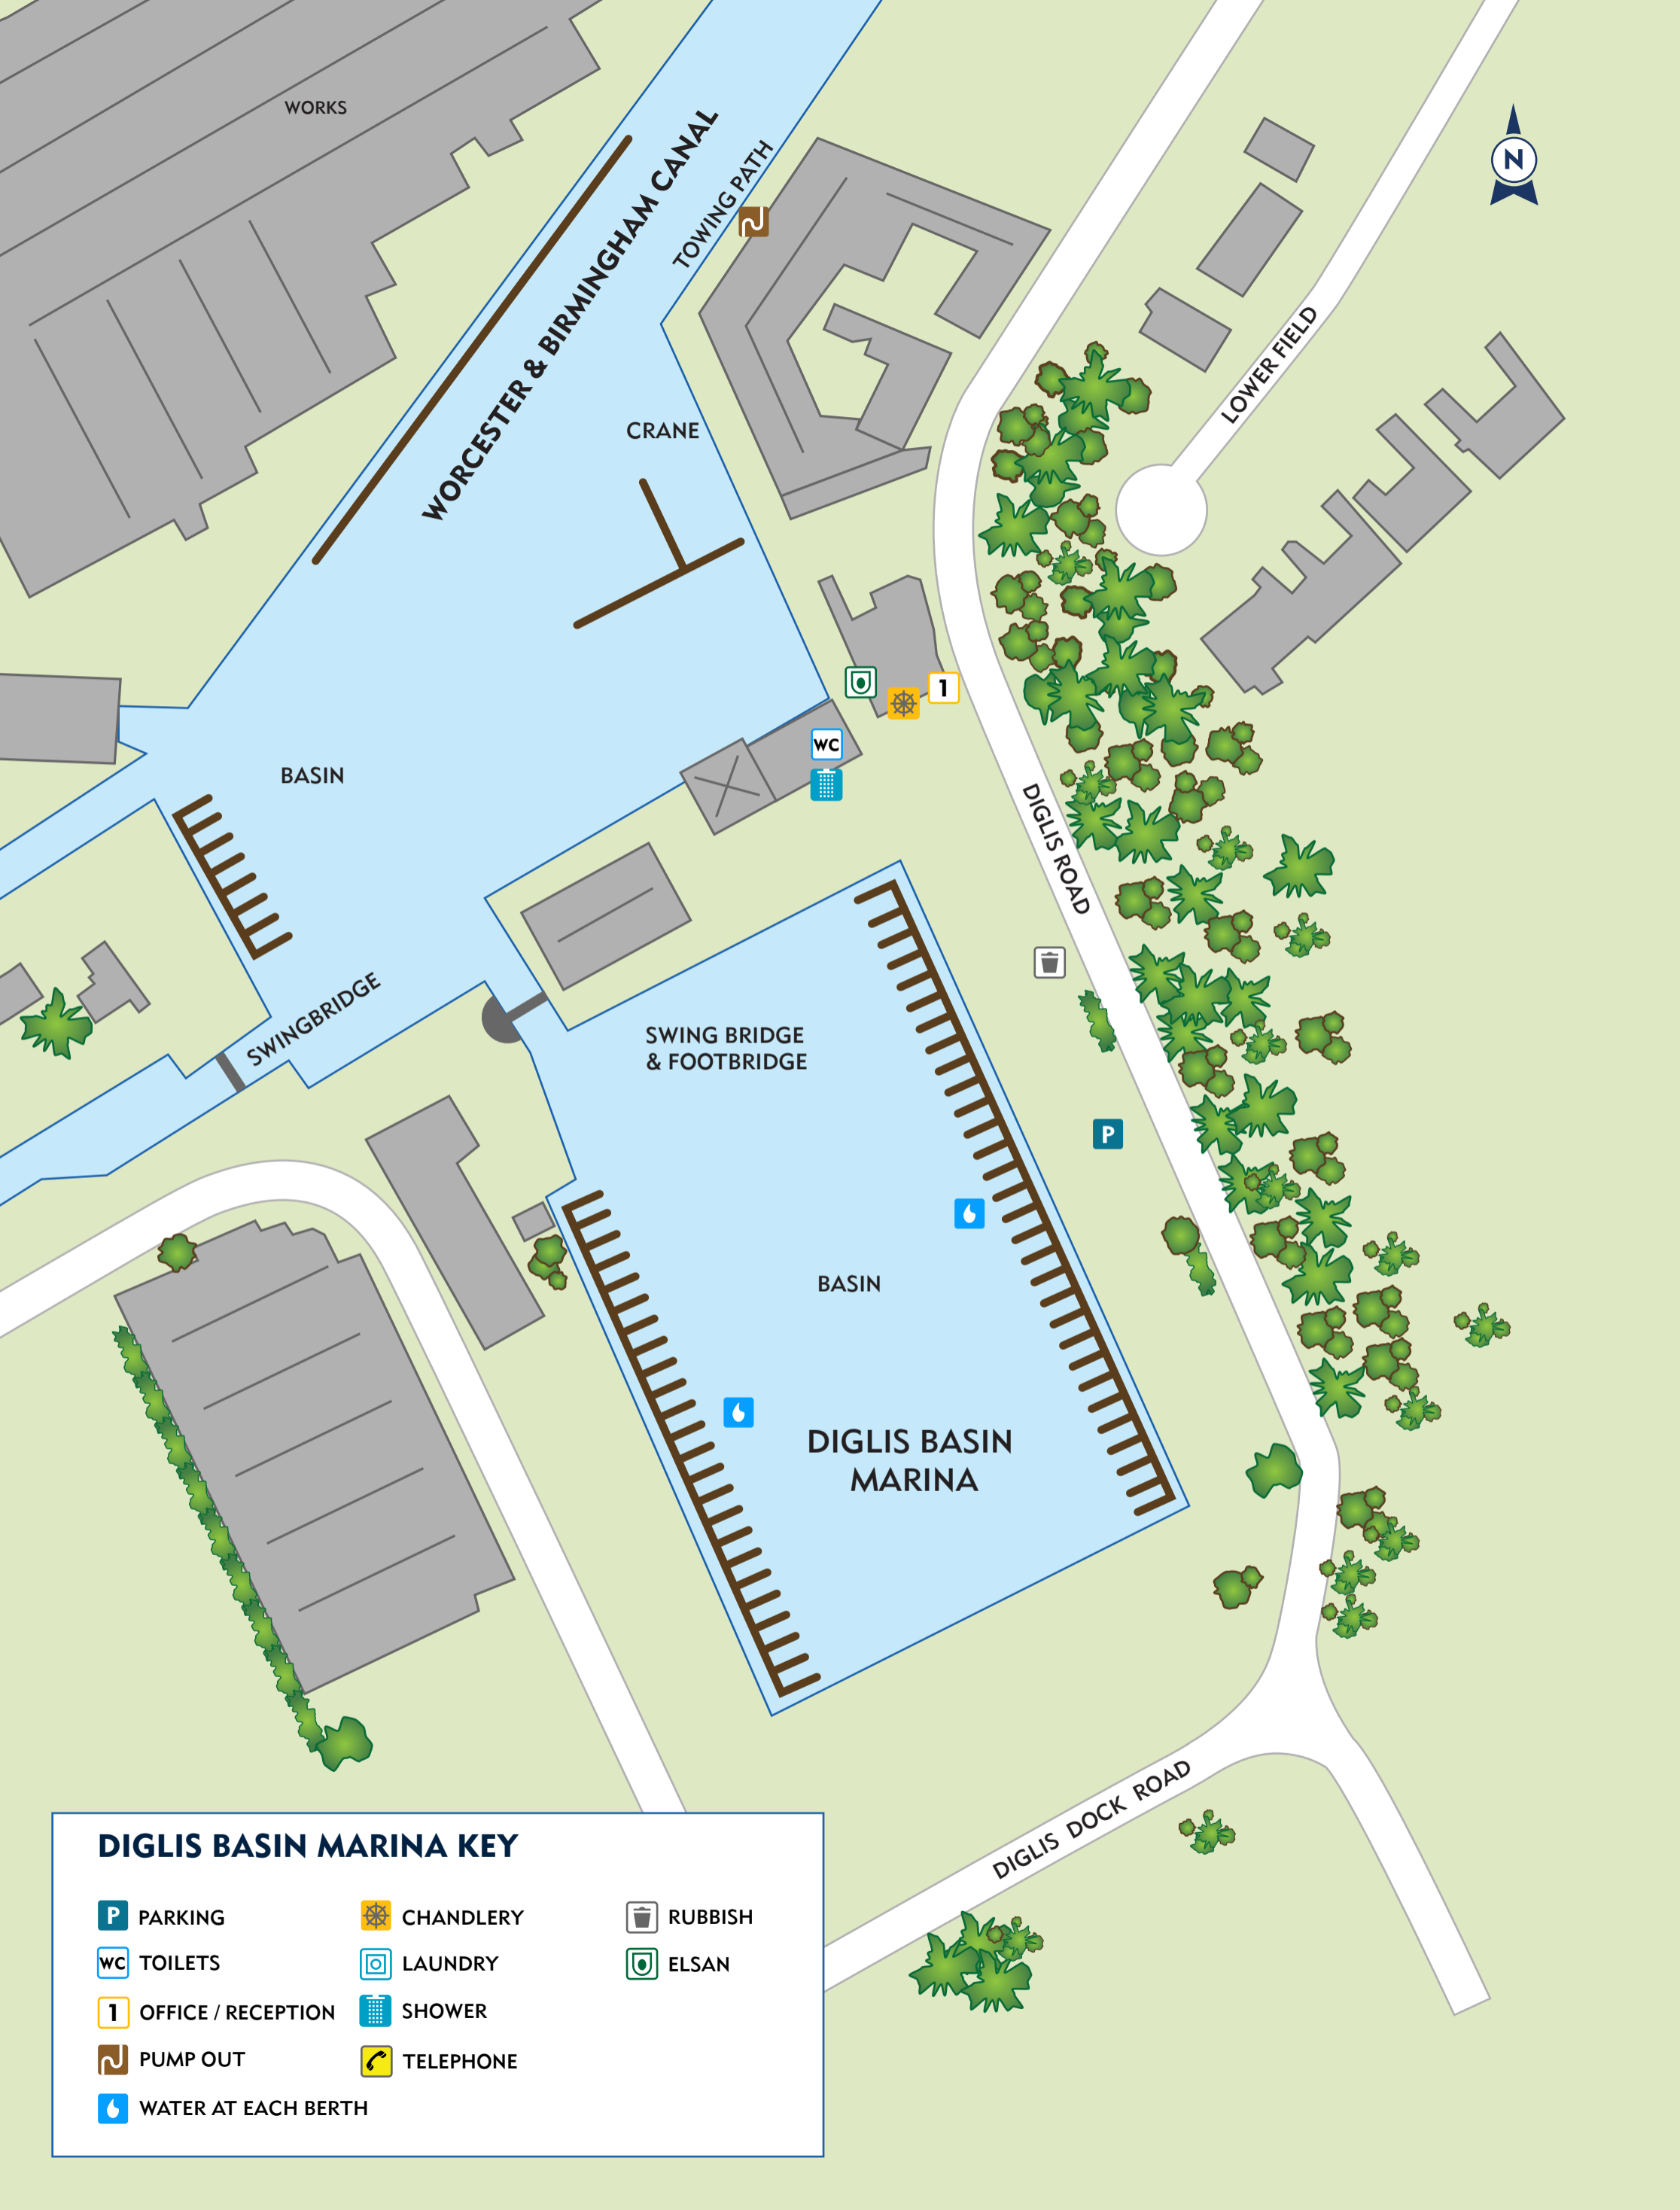 WORKS
WORCESTER & BIRMINGHAM CANAL
TOWING PATH
N
LOWER FIELD
CRANE
1
WC
BASIN
DIGLIS ROAD
SWINGBRIDGE
SWING BRIDGE
& FOOTBRIDGE
P
BASIN
DIGLIS BASIN
MARINA
DIGLIS DOCK ROAD
DIGLIS BASIN MARINA KEY
P PARKING
WC TOILETS
1 OFFICE / RECEPTION
PUMP OUT
WATER AT EACH BERTH
CHANDLERY
LAUNDRY
SHOWER
TELEPHONE
RUBBISH
ELSAN